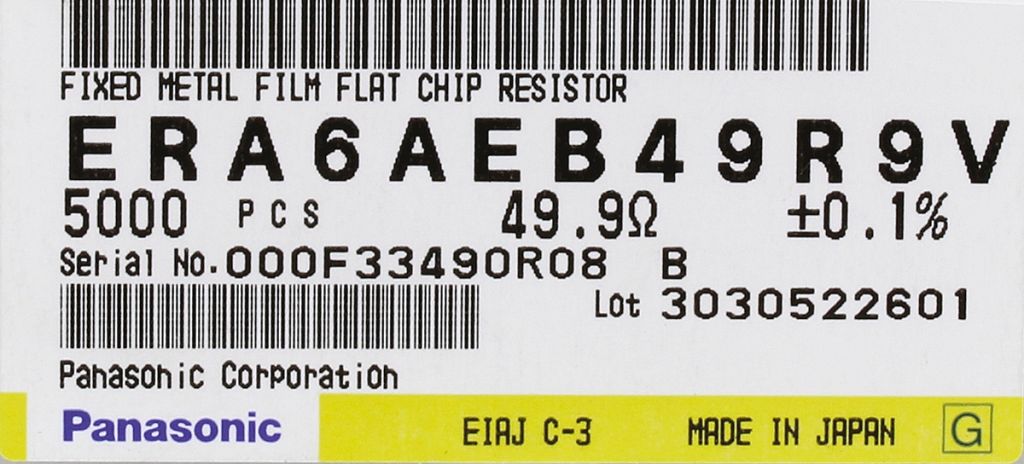 FIXED METAL FILM FLAT CHIP RESISTOR
ERA6AEB49R9V
5000 PCS 49.9Ω ±0.1%
Serial No.000F33490R08 B
Lot 3030522601
Panasonic Corporation
Panasonic EIAJ C-3 MADE IN JAPAN G